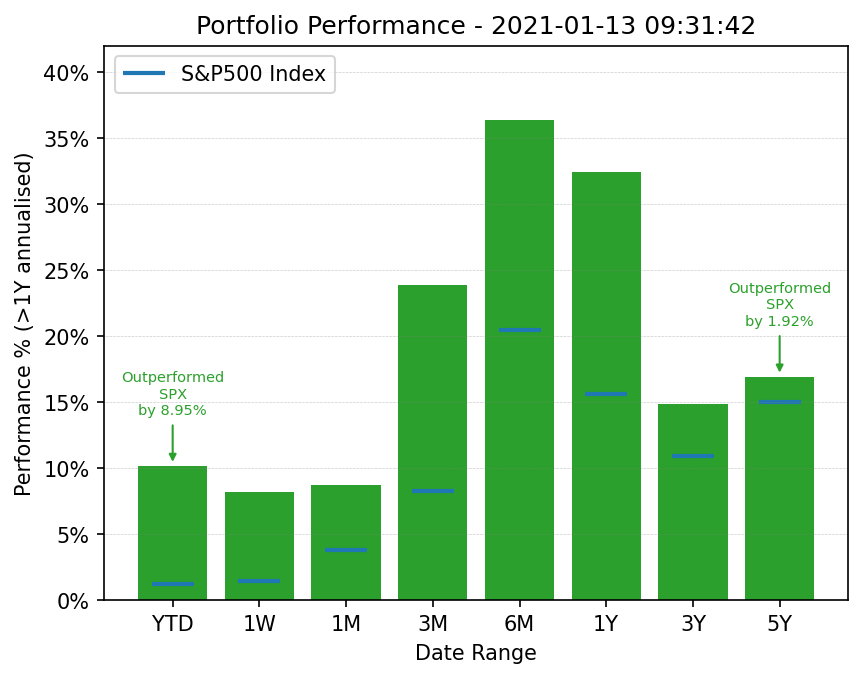 Portfolio Performance - 2021-01-13 09:31:42
S&P500 Index
Performance % (>1Y annualised)
40%
35%
30%
25%
20%
15%
10%
5%
0%
Outperformed
SPX
by 8.95%
Outperformed
SPX
by 1.92%
YTD 1W 1M 3M 6M 1Y 3Y 5Y
Date Range